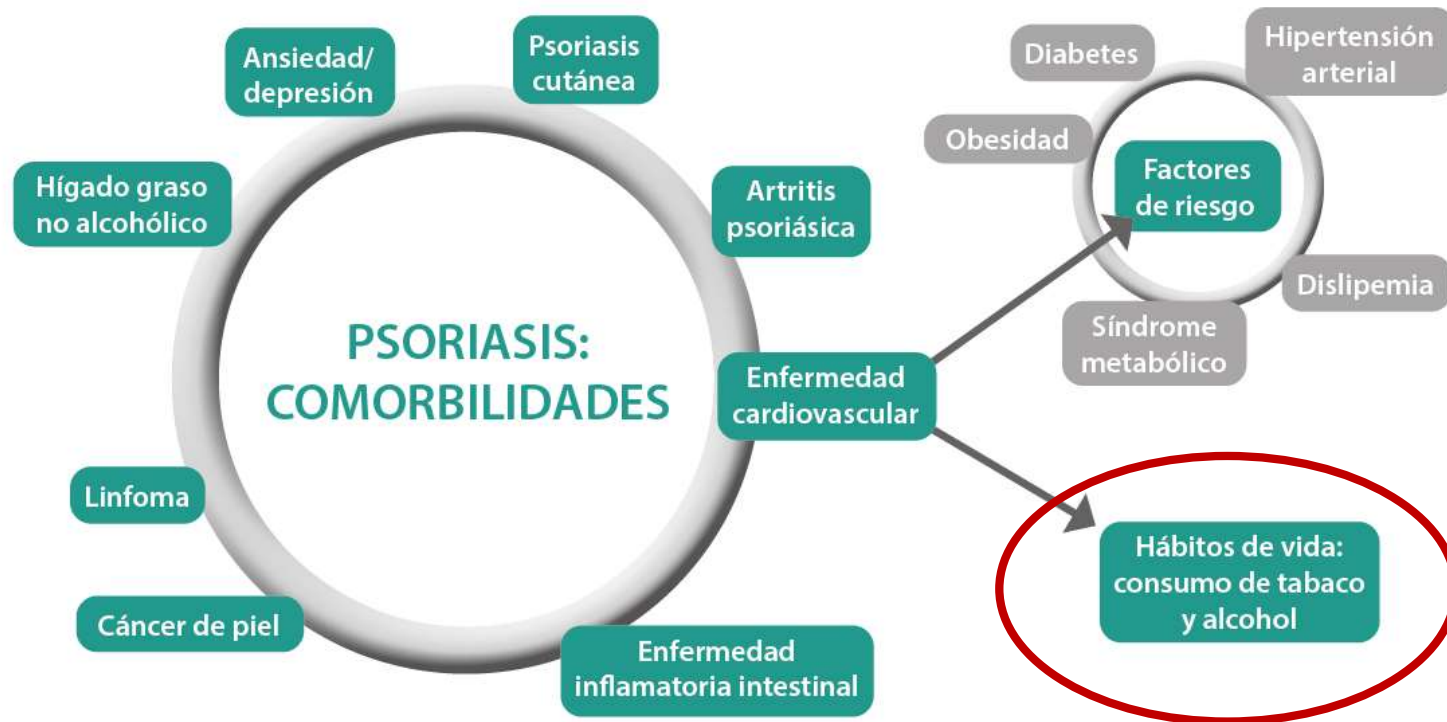 Ansiedad/
depresión
Psoriasis
cutánea
Hígado graso
no alcohólico
Artritis
psoriásica
PSORIASIS:
COMORBILIDADES
Enfermedad
cardiovascular
Linfoma
Cáncer de piel
Enfermedad
inflamatoria intestinal
Diabetes
Hipertensión
arterial
Obesidad
Factores
de riesgo
Dislipemia
Síndrome
metabólico
Hábitos de vida:
consumo de tabaco
y alcohol